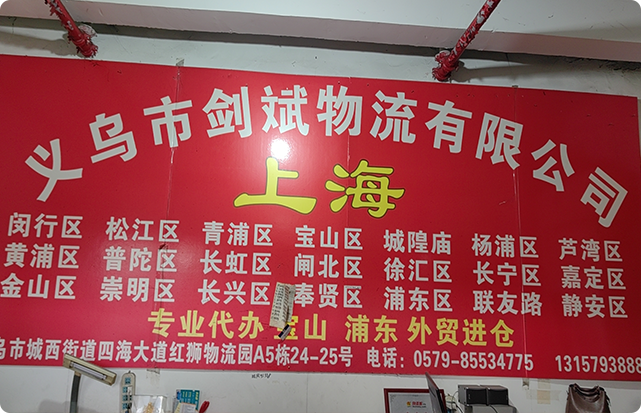 义乌市剑斌物流有限公司
上海
闵行区 松江区 青浦区 宝山区 城隍庙 杨浦区 芦湾区
黄浦区 普陀区 长虹区 闸北区 徐汇区 长宁区 嘉定区
金山区 崇明区 长兴区 奉贤区 浦东区 联友路 静安区
专业代办 宝山 浦东 外贸进仓
乌市城西街道四海大道红狮物流园A5栋24-25号 电话：0579-85534775 1315793888